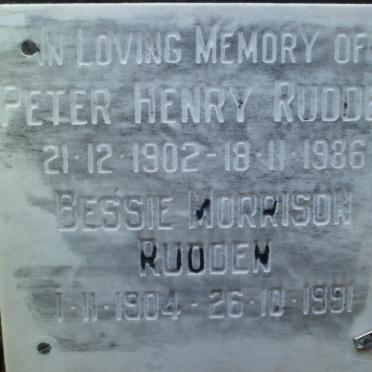 IN LOVING MEMORY OF
PETER HENRY RUDDE
21·12·1902-18·11·1986
BESSIE MORRISON
RUDDEN
1·11·1904-26·10·1991